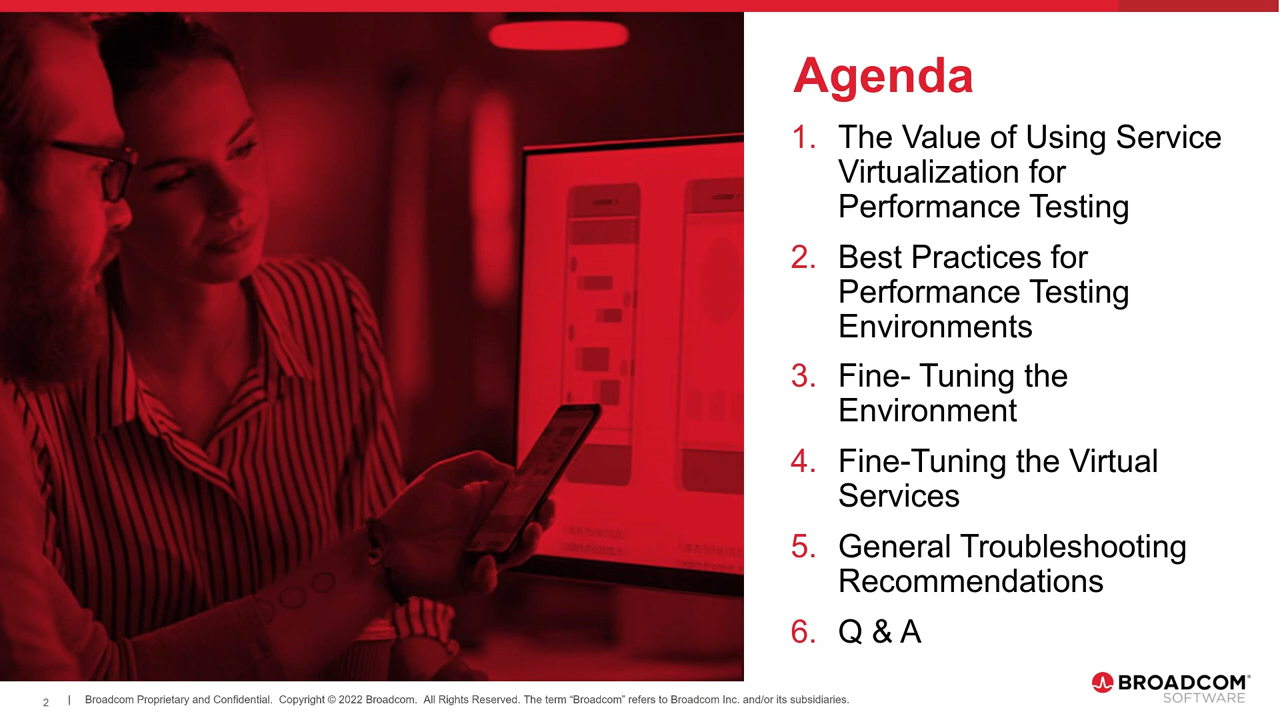 Agenda
1. The Value of Using Service
Virtualization for
Performance Testing
2. Best Practices for
Performance Testing
Environments
3. Fine- Tuning the
Environment
4. Fine-Tuning the Virtual
Services
5. General Troubleshooting
Recommendations
6. Q & A
2 | Broadcom Proprietary and Confidential. Copyright © 2022 Broadcom. All Rights Reserved. The term “Broadcom” refers to Broadcom Inc. and/or its subsidiaries.
BROADCOM®
SOFTWARE